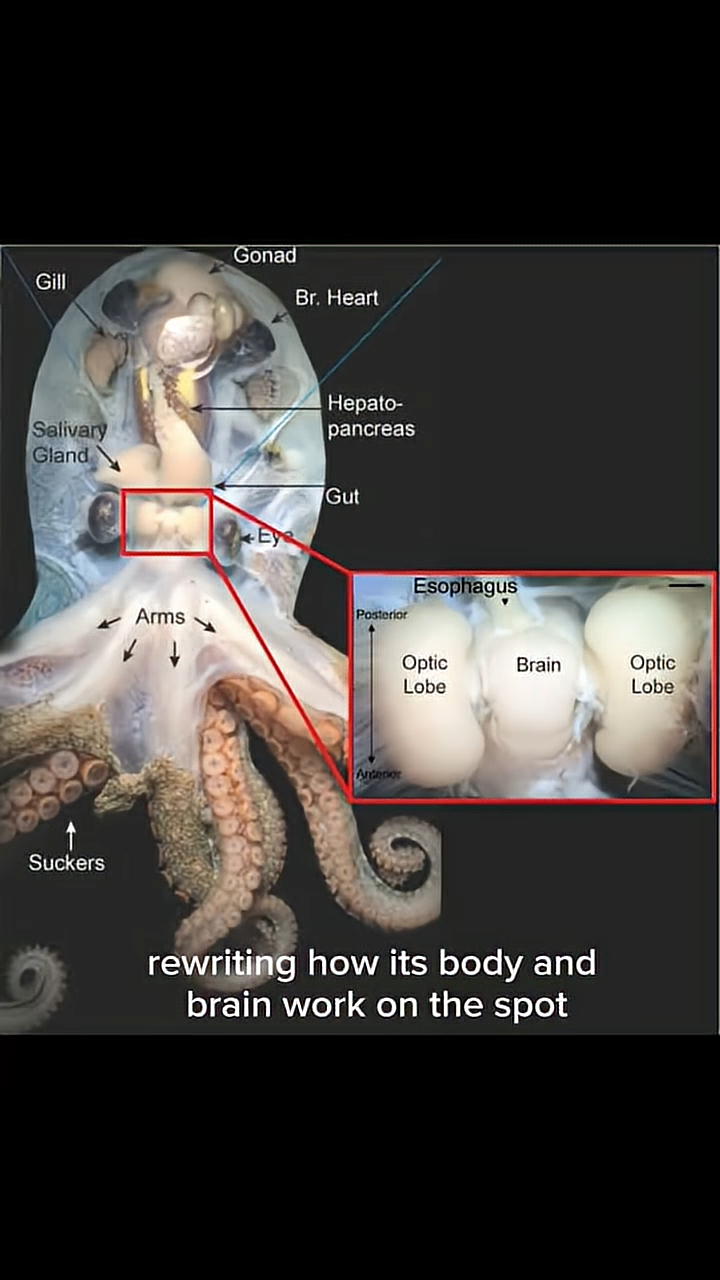 Gonad
Gill
Br. Heart
Hepato-
pancreas
Salivary
Gland
Gut
Eye
Esophagus
Posterior
Arms
Optic
Lobe
Brain
Optic
Lobe
Anterior
Suckers
rewriting how its body and
brain work on the spot